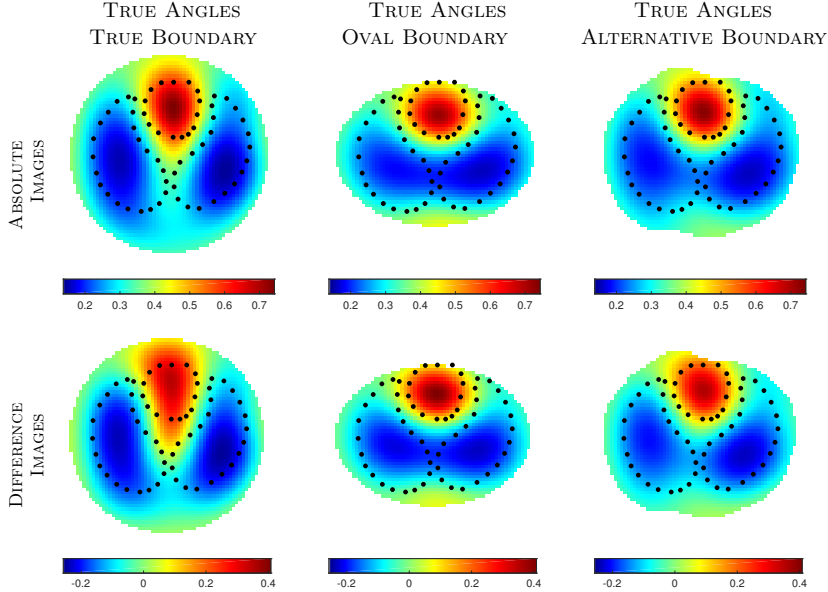 TRUE ANGLES
TRUE BOUNDARY
TRUE ANGLES
OVAL BOUNDARY
TRUE ANGLES
ALTERNATIVE BOUNDARY
ABSOLUTE
IMAGES
0.2 0.3 0.4 0.5 0.6 0.7
0.2 0.3 0.4 0.5 0.6 0.7
0.2 0.3 0.4 0.5 0.6 0.7
DIFFERENCE
IMAGES
-0.2 0 0.2 0.4
-0.2 0 0.2 0.4
-0.2 0 0.2 0.4